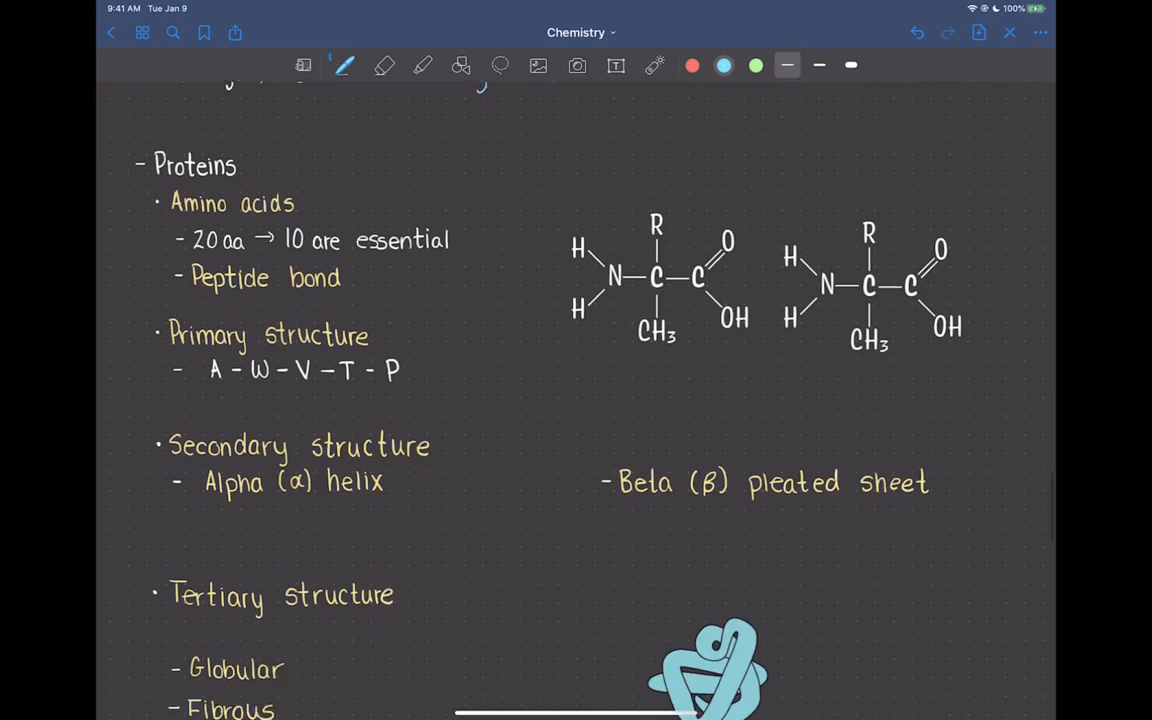 9:41 AM Tue Jan 9
100%
Chemistry
- Proteins
· Amino acids
- 20 aa → 10 are essential
- Peptide bond
R
H
O
N
C
C
H
CH₃
OH
R
H
O
N
C
C
H
CH₃
OH
· Primary structure
- A - W - V - T - P
· Secondary structure
- Alpha (α) helix
- Beta (β) pleated sheet
· Tertiary structure
- Globular
- Fibrous